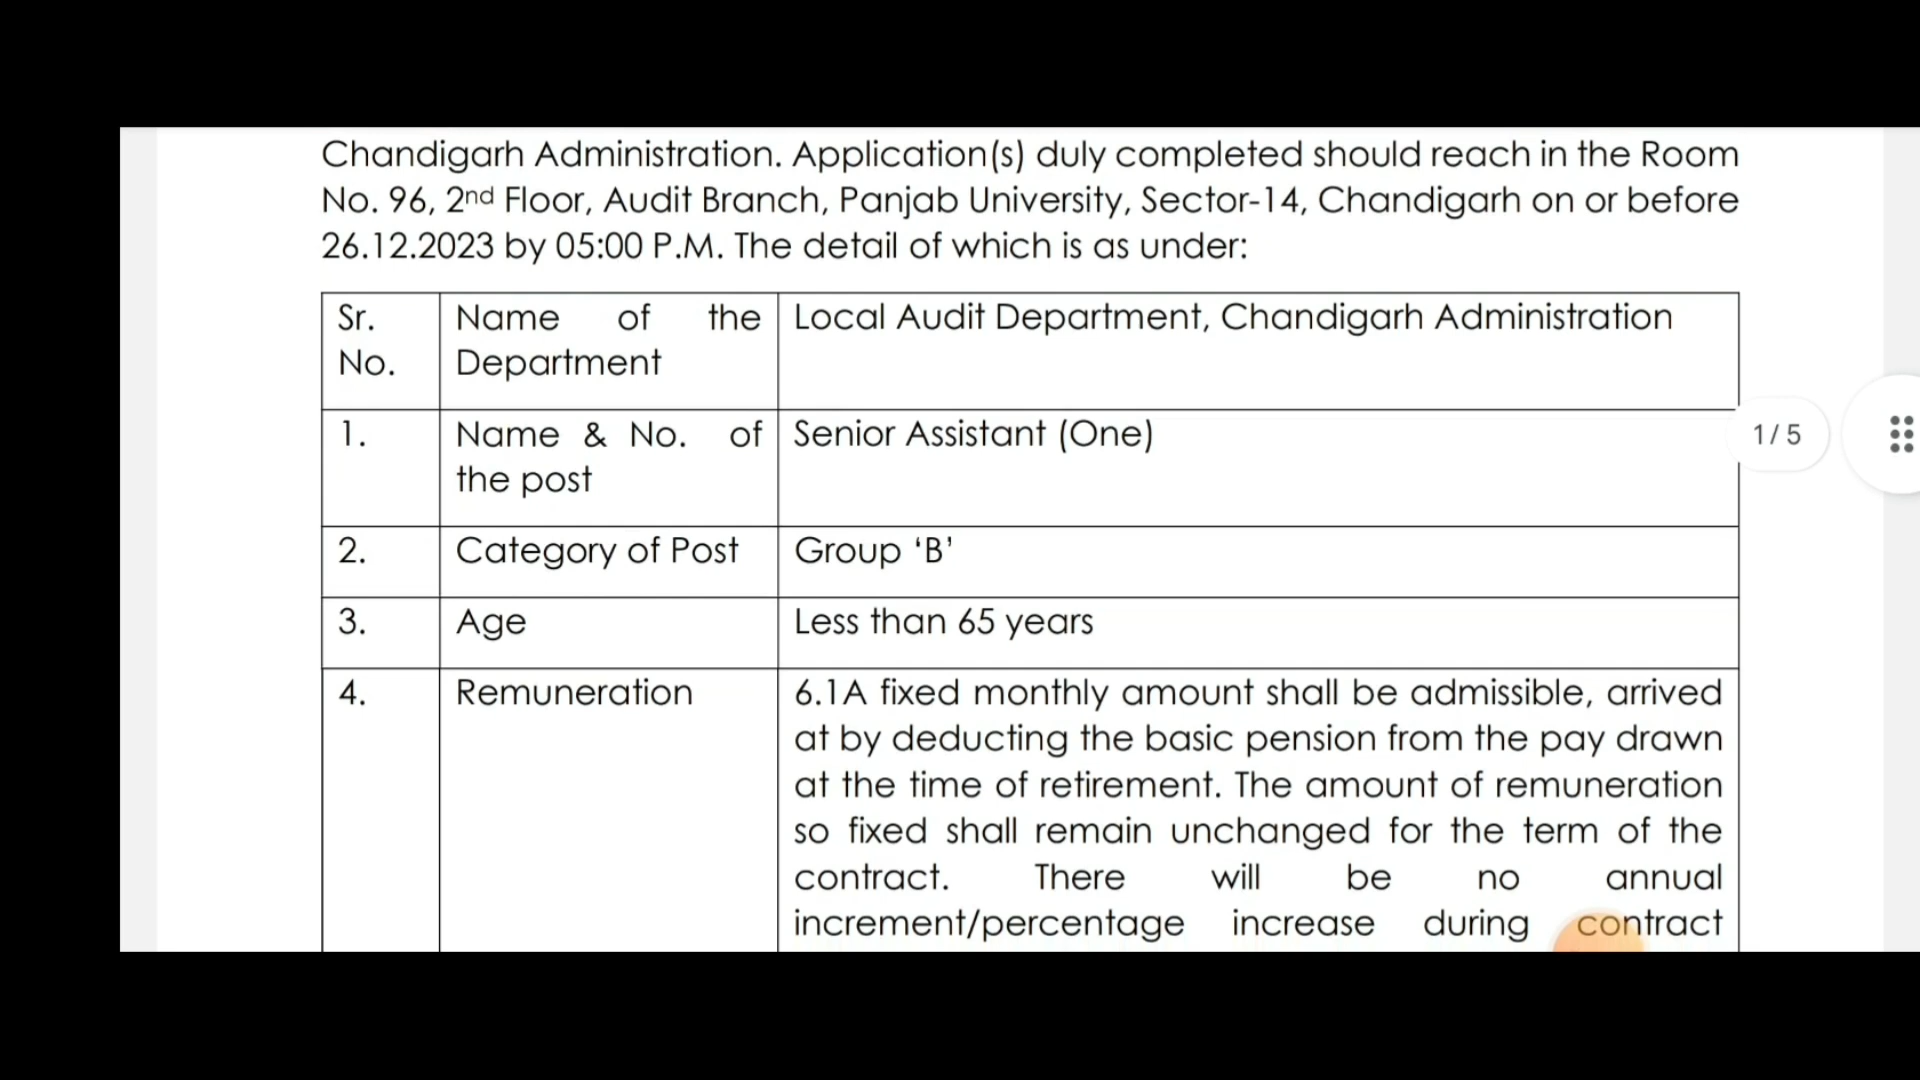 Chandigarh Administration. Application(s) duly completed should reach in the Room
No. 96, 2nd Floor, Audit Branch, Panjab University, Sector-14, Chandigarh on or before
26.12.2023 by 05:00 P.M. The detail of which is as under:
Sr. No.
Name of the Department
Local Audit Department, Chandigarh Administration
1.
Name & No. of the post
Senior Assistant (One)
1/5
2.
Category of Post
Group ‘B’
3.
Age
Less than 65 years
4.
Remuneration
6.1A fixed monthly amount shall be admissible, arrived
at by deducting the basic pension from the pay drawn
at the time of retirement. The amount of remuneration
so fixed shall remain unchanged for the term of the
contract. There will be no annual
increment/percentage increase during contract